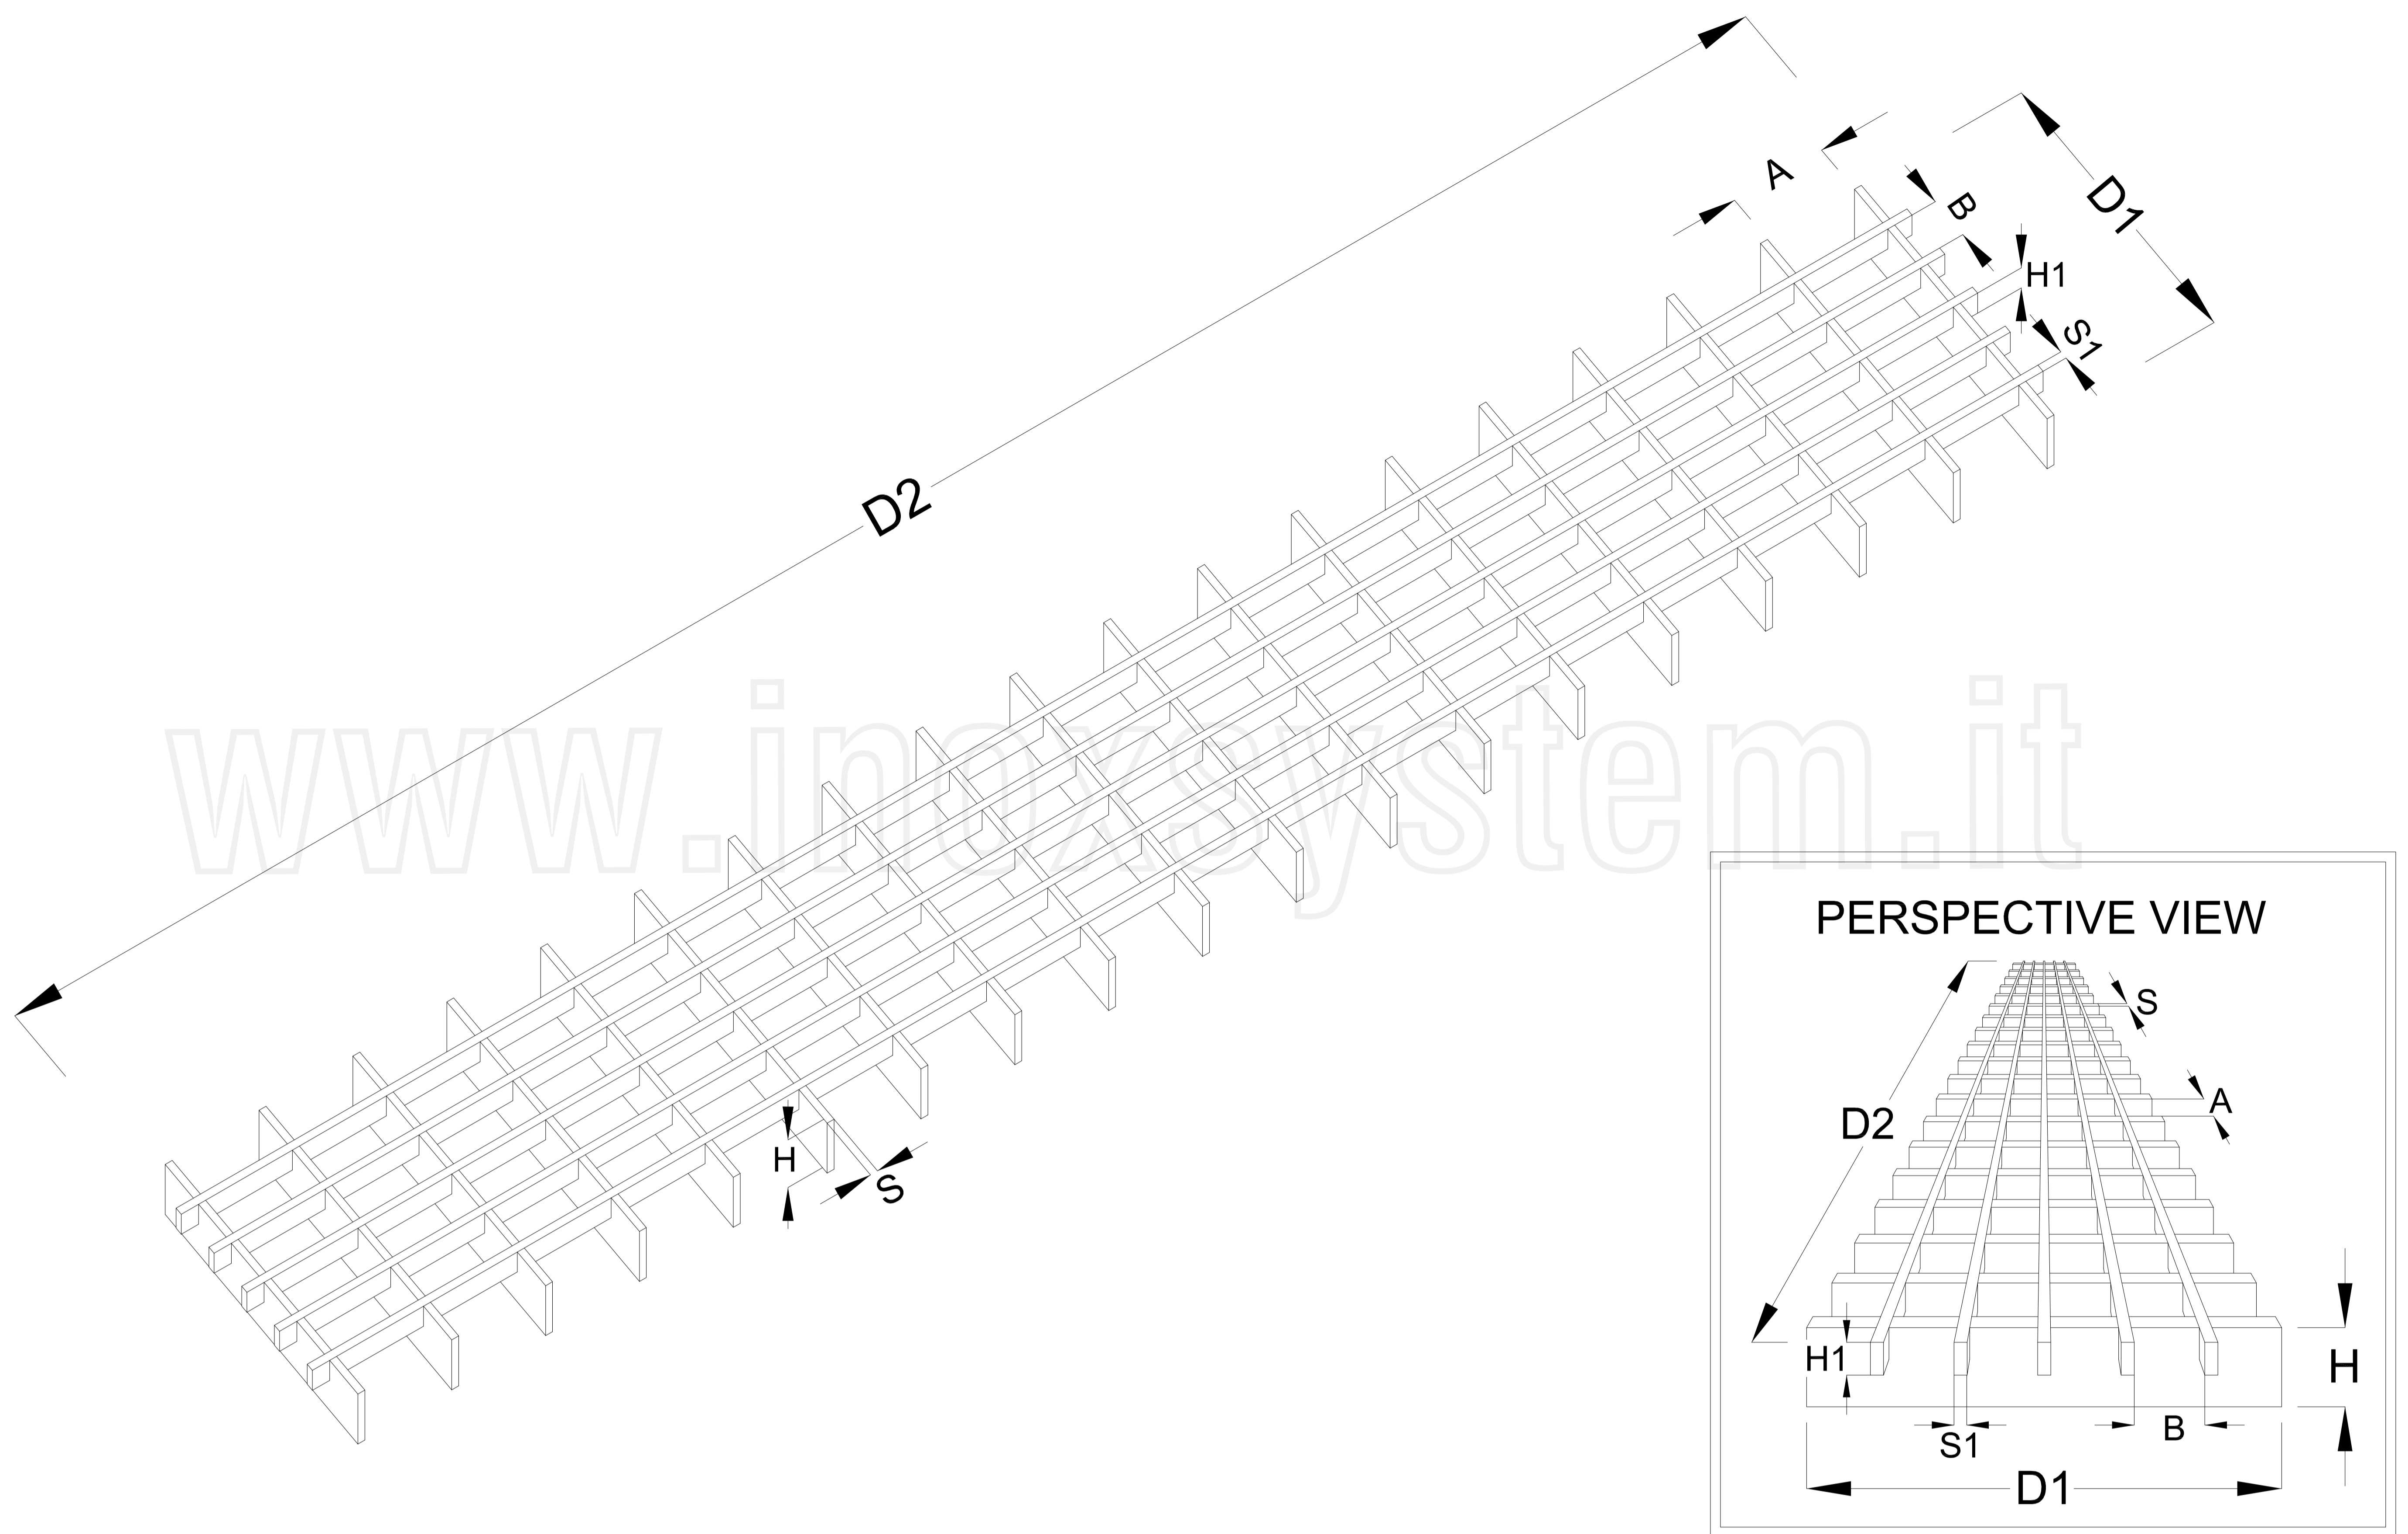 A
B
D1
H1
S1
D2
www.inoxsystem.it
H
S
PERSPECTIVE VIEW
S
A
D2
H1
H
S1
B
D1